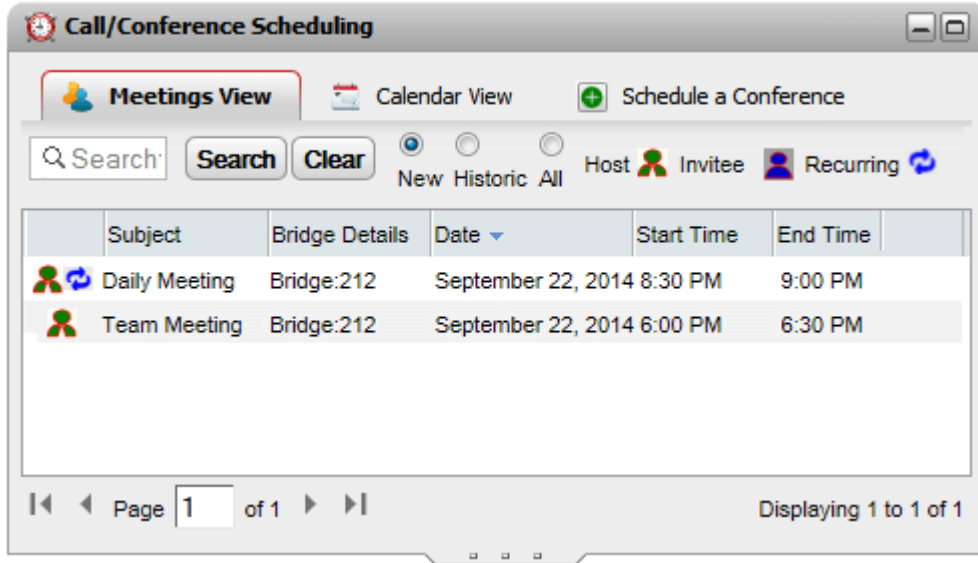 Call/Conference Scheduling
Meetings View Calendar View Schedule a Conference
Search Search Clear New Historic All Host Invitee Recurring
Subject Bridge Details Date Start Time End Time
Daily Meeting Bridge:212 September 22, 2014 8:30 PM 9:00 PM
Team Meeting Bridge:212 September 22, 2014 6:00 PM 6:30 PM
Page 1 of 1 Displaying 1 to 1 of 1